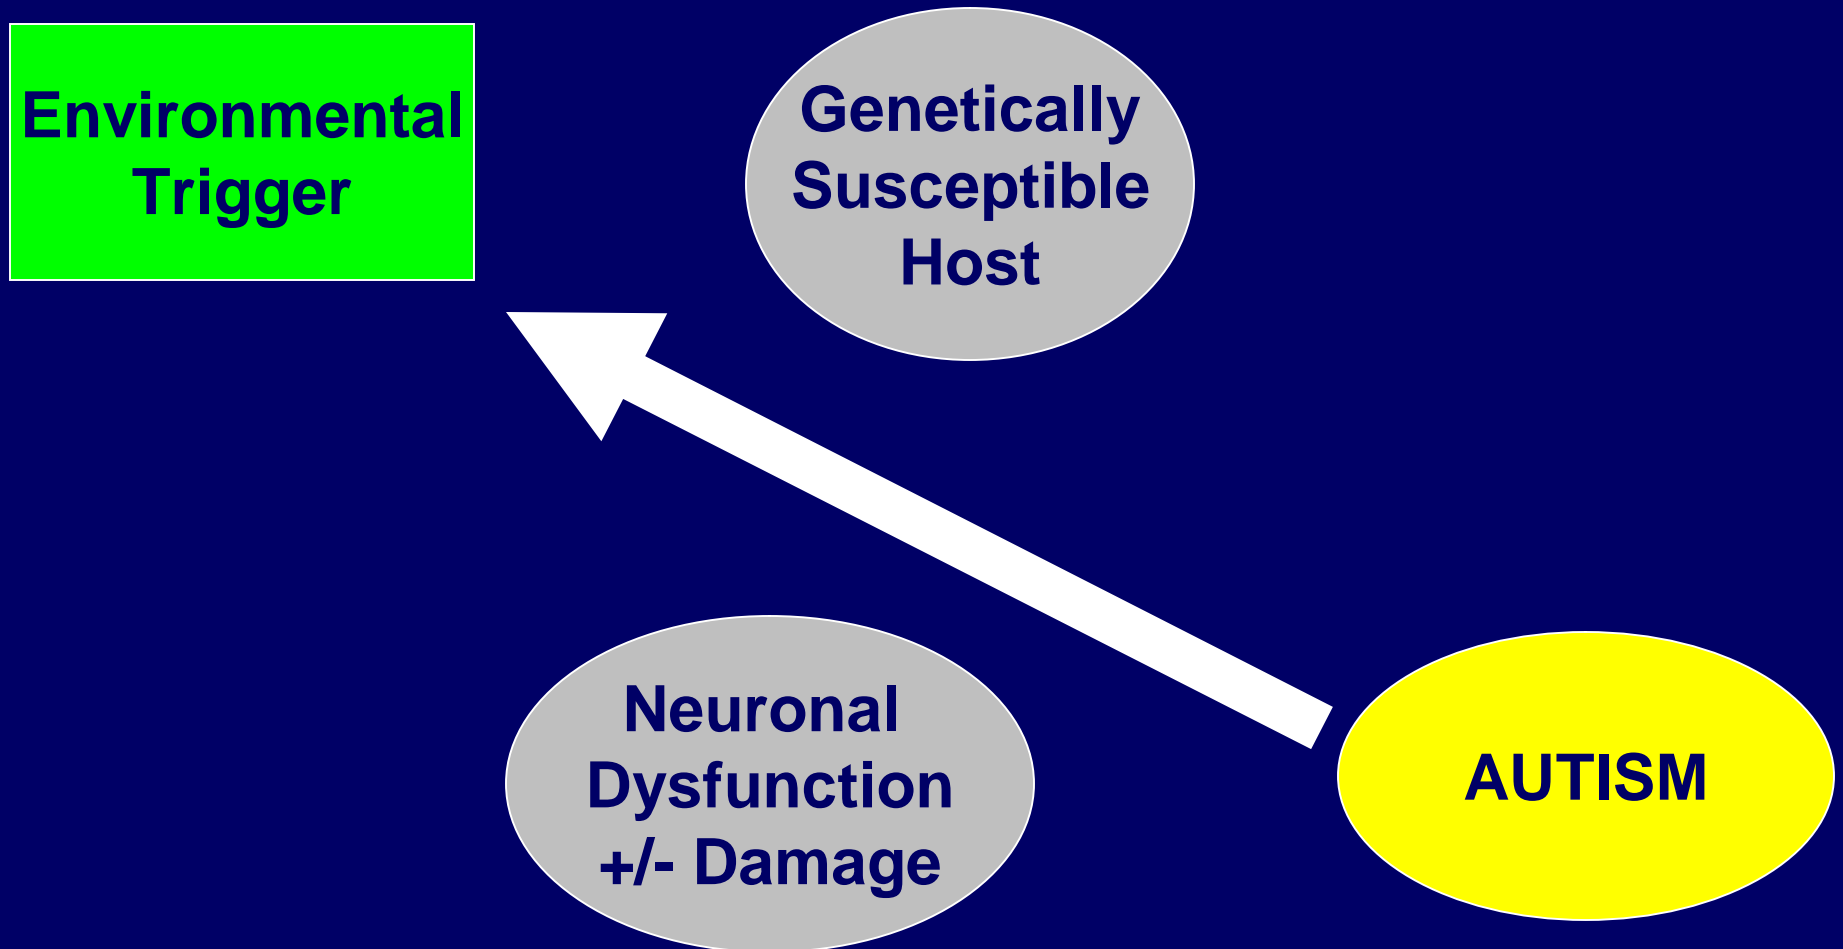 Environmental
Trigger
Genetically
Susceptible
Host
Neuronal
Dysfunction
+/- Damage
AUTISM